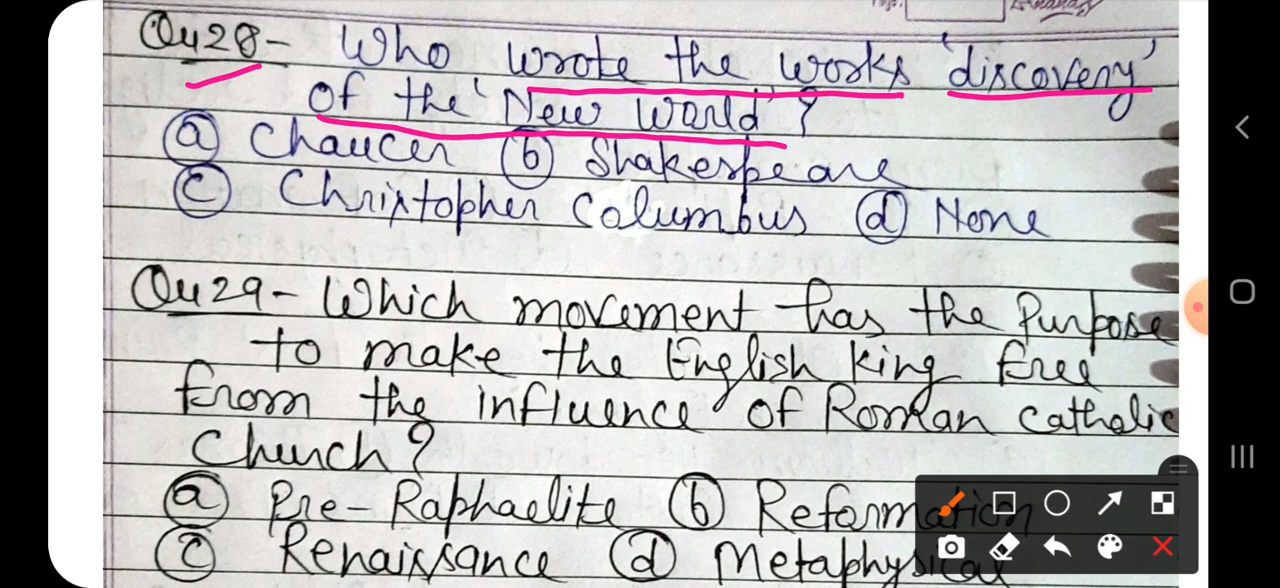 Qu28- Who wrote the works 'discovery'
of the 'New World'?
(a) Chaucer (b) Shakespeare
(c) Christopher Columbus (d) None
Qu29- Which movement has the Purpose
to make the English king free
from the influence of Roman Catholic
Church?
(a) Pre-Raphaelite (b) Reformation
(c) Renaissance (d) Metaphysical